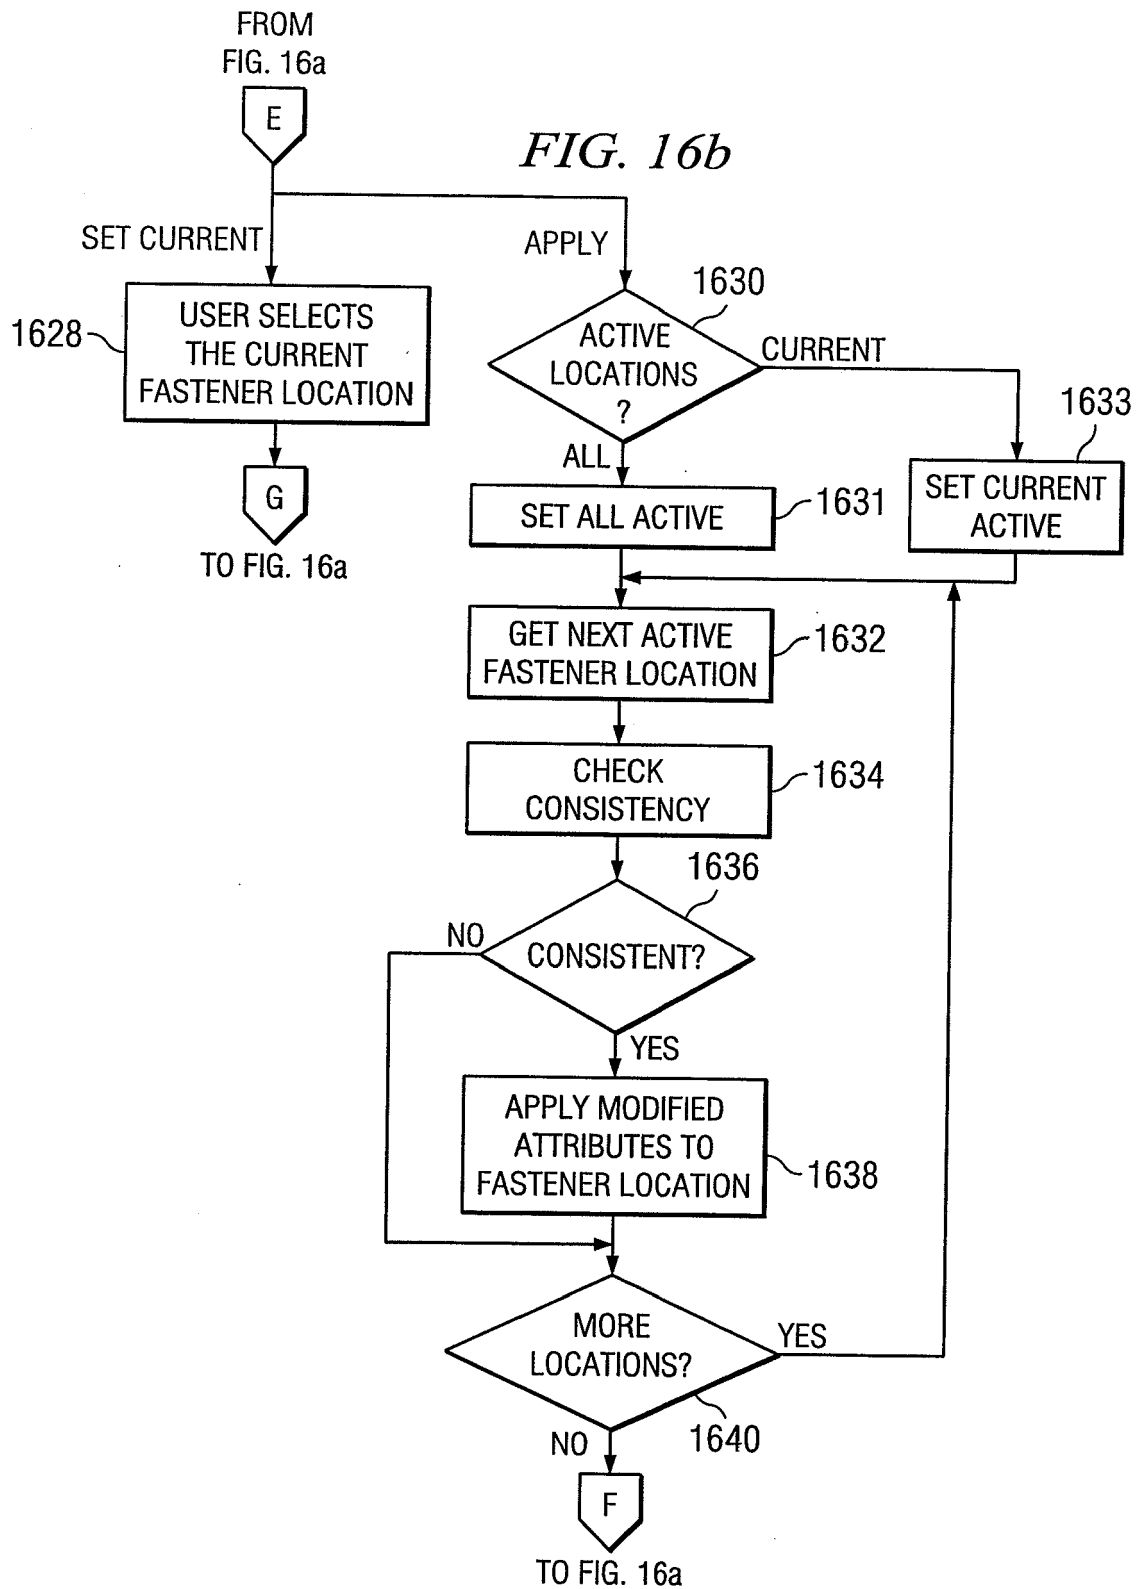 FROM
FIG. 16a
E
FIG. 16b
SET CURRENT
APPLY
1628
USER SELECTS
THE CURRENT
FASTENER LOCATION
G
TO FIG. 16a
1630
ACTIVE
LOCATIONS
?
CURRENT
ALL
1633
SET CURRENT
ACTIVE
SET ALL ACTIVE
1631
GET NEXT ACTIVE
FASTENER LOCATION
1632
CHECK
CONSISTENCY
1634
1636
CONSISTENT?
NO
YES
APPLY MODIFIED
ATTRIBUTES TO
FASTENER LOCATION
1638
MORE
LOCATIONS?
YES
1640
NO
F
TO FIG. 16a